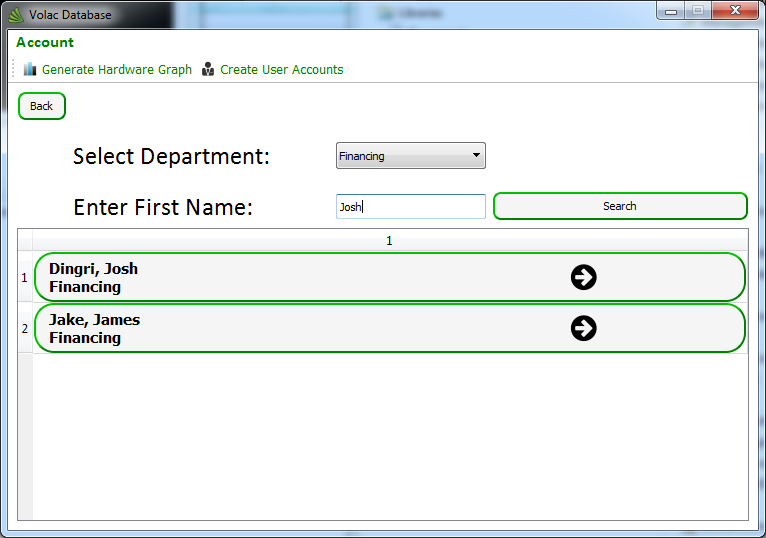 Volac Database
Libraries
Account
Generate Hardware Graph Create User Accounts
Back
Select Department: Financing
Enter First Name: Josh Search
1
1 Dingri, Josh
Financing
2 Jake, James
Financing